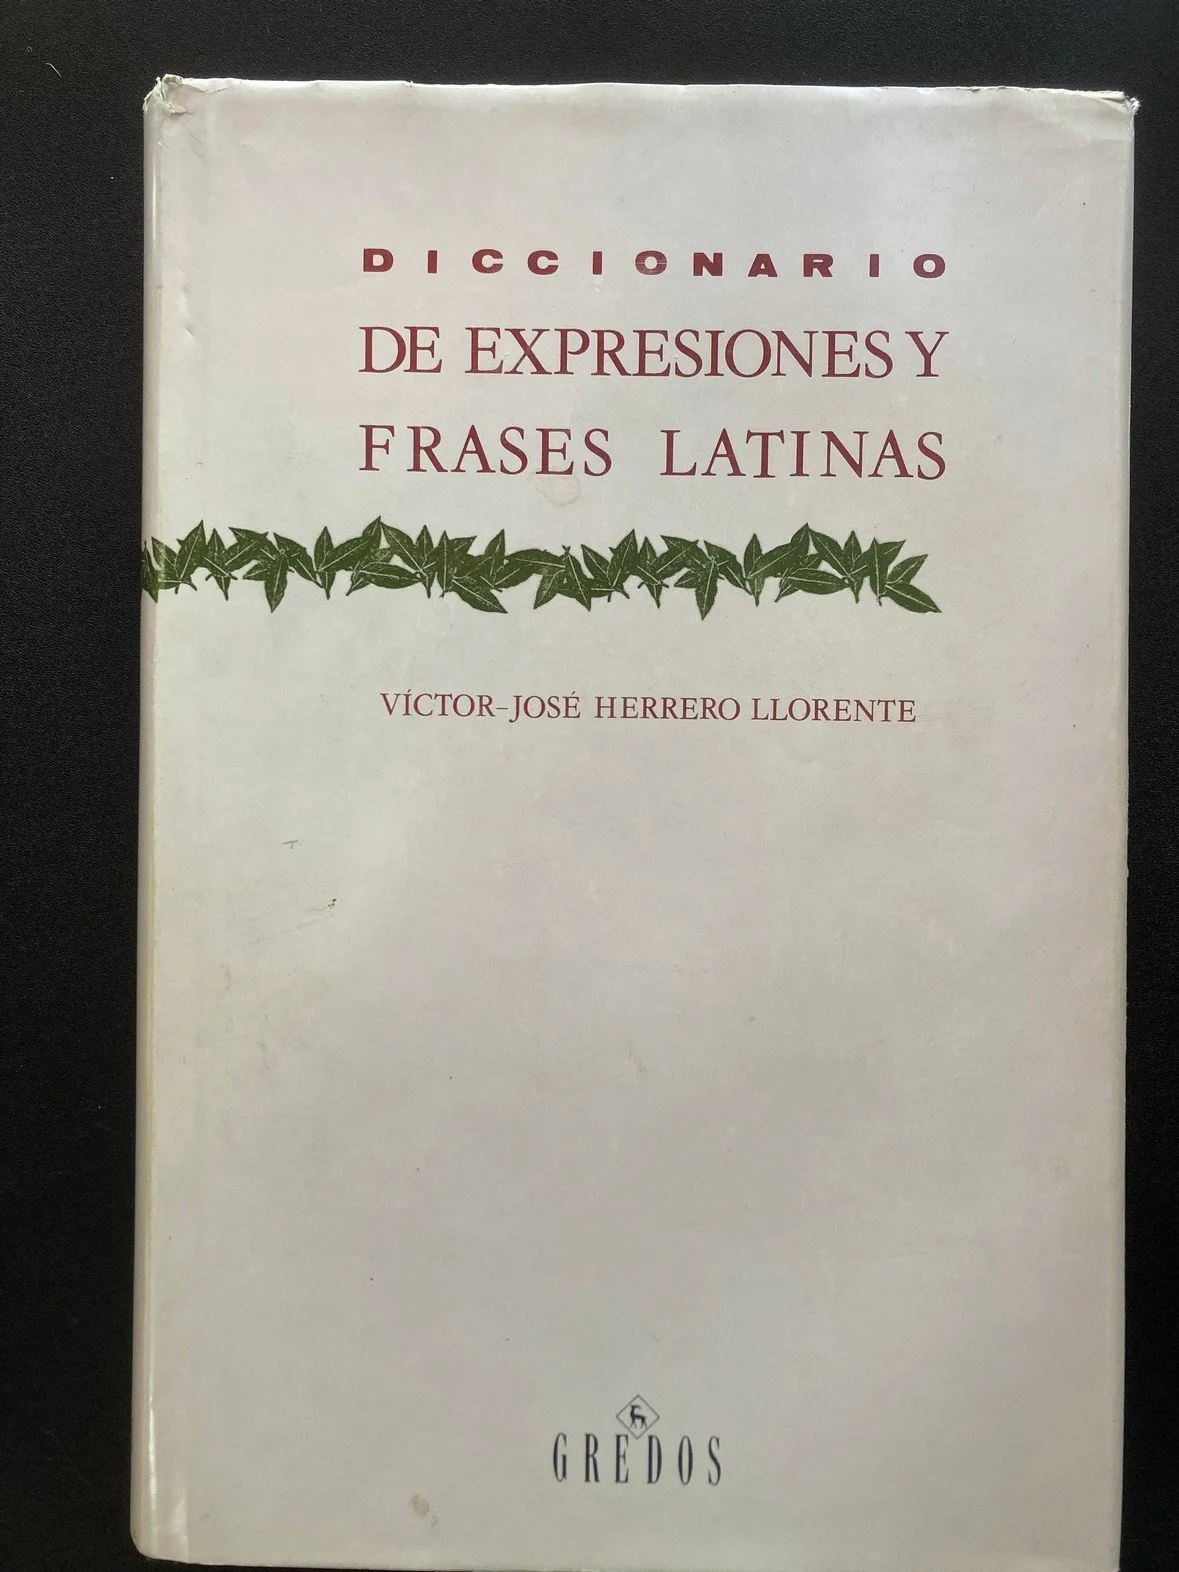 DICCIONARIO
DE EXPRESIONES Y
FRASES LATINAS
VÍCTOR-JOSÉ HERRERO LLORENTE
GREDOS